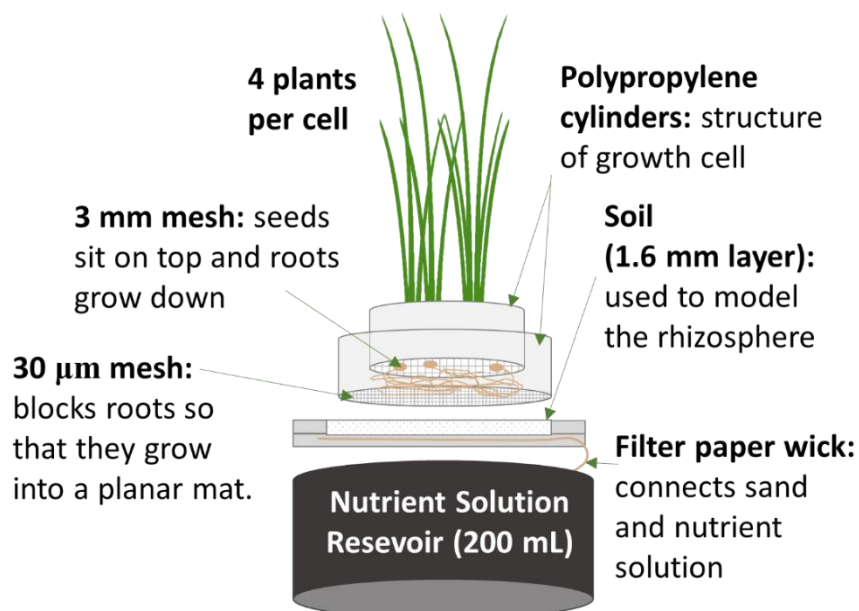 4 plants
per cell
Polypropylene
cylinders: structure
of growth cell
3 mm mesh: seeds
sit on top and roots
grow down
Soil
(1.6 mm layer):
used to model
the rhizosphere
30 μm mesh:
blocks roots so
that they grow
into a planar mat.
Filter paper wick:
connects sand
and nutrient
solution
Nutrient Solution
Resevoir (200 mL)